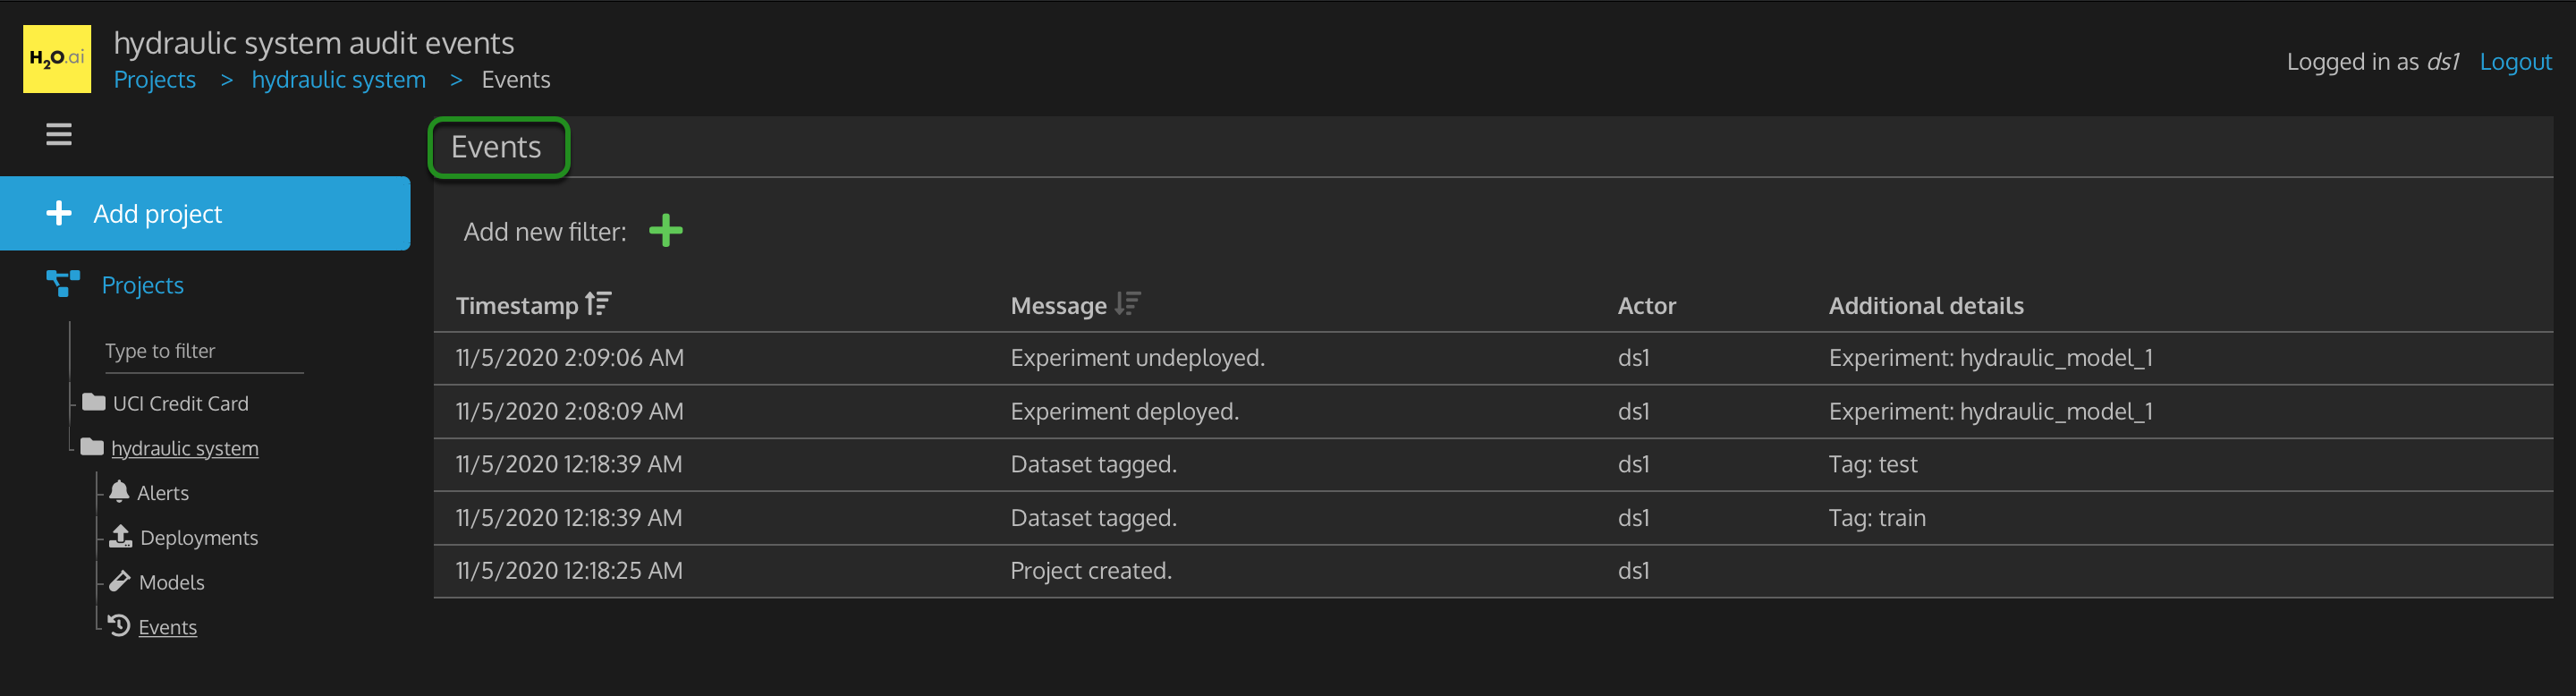 H2O.ai
hydraulic system audit events
Projects > hydraulic system > Events
Logged in as ds1 Logout
Add project
Projects
Type to filter
UCI Credit Card
hydraulic system
Alerts
Deployments
Models
Events
Events
Add new filter:
Timestamp Message Actor Additional details
11/5/2020 2:09:06 AM Experiment undeployed. ds1 Experiment: hydraulic_model_1
11/5/2020 2:08:09 AM Experiment deployed. ds1 Experiment: hydraulic_model_1
11/5/2020 12:18:39 AM Dataset tagged. ds1 Tag: test
11/5/2020 12:18:39 AM Dataset tagged. ds1 Tag: train
11/5/2020 12:18:25 AM Project created. ds1